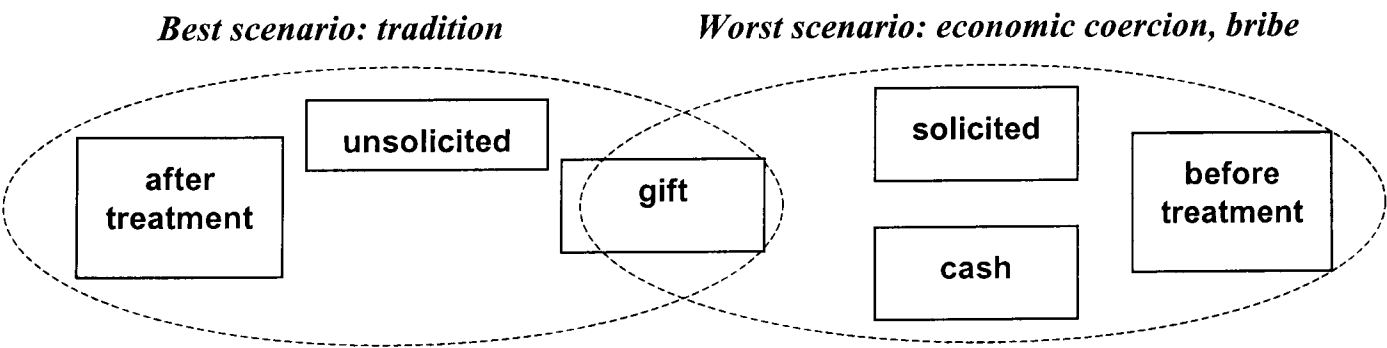 Best scenario: tradition
Worst scenario: economic coercion, bribe
after
treatment
unsolicited
gift
solicited
cash
before
treatment